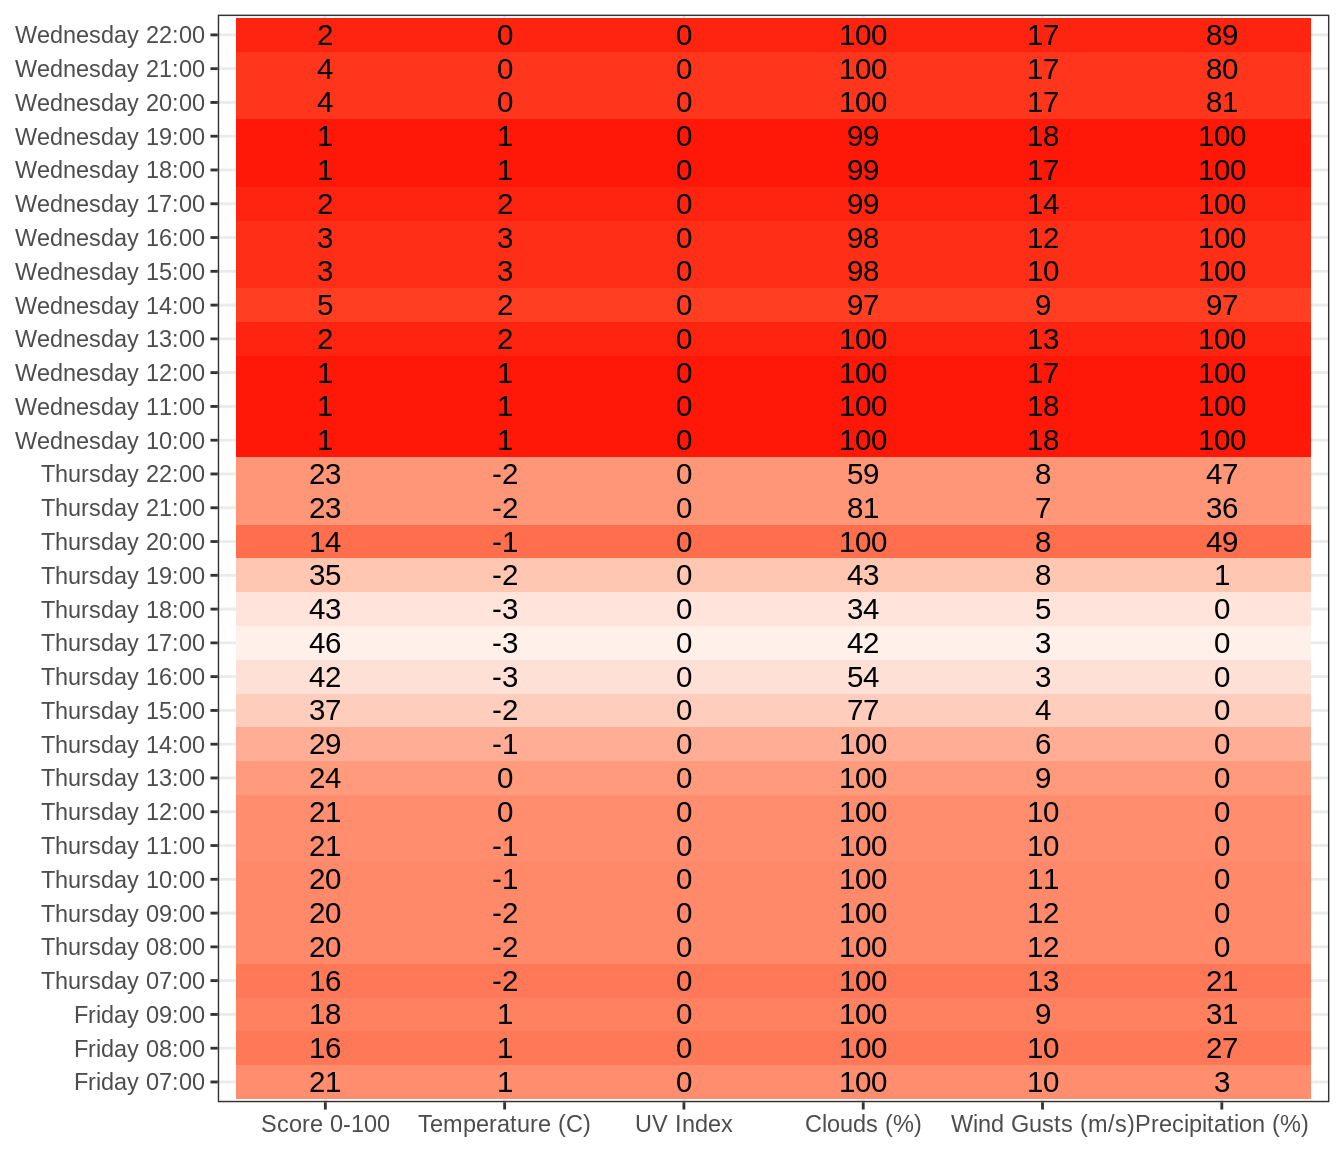 Wednesday 22:00 2 0 0 100 17 89
Wednesday 21:00 4 0 0 100 17 80
Wednesday 20:00 4 0 0 100 17 81
Wednesday 19:00 1 1 0 99 18 100
Wednesday 18:00 1 1 0 99 17 100
Wednesday 17:00 2 2 0 99 14 100
Wednesday 16:00 3 3 0 98 12 100
Wednesday 15:00 3 3 0 98 10 100
Wednesday 14:00 5 2 0 97 9 97
Wednesday 13:00 2 2 0 100 13 100
Wednesday 12:00 1 1 0 100 17 100
Wednesday 11:00 1 1 0 100 18 100
Wednesday 10:00 1 1 0 100 18 100
Thursday 22:00 23 -2 0 59 8 47
Thursday 21:00 23 -2 0 81 7 36
Thursday 20:00 14 -1 0 100 8 49
Thursday 19:00 35 -2 0 43 8 1
Thursday 18:00 43 -3 0 34 5 0
Thursday 17:00 46 -3 0 42 3 0
Thursday 16:00 42 -3 0 54 3 0
Thursday 15:00 37 -2 0 77 4 0
Thursday 14:00 29 -1 0 100 6 0
Thursday 13:00 24 0 0 100 9 0
Thursday 12:00 21 0 0 100 10 0
Thursday 11:00 21 -1 0 100 10 0
Thursday 10:00 20 -1 0 100 11 0
Thursday 09:00 20 -2 0 100 12 0
Thursday 08:00 20 -2 0 100 12 0
Thursday 07:00 16 -2 0 100 13 21
Friday 09:00 18 1 0 100 9 31
Friday 08:00 16 1 0 100 10 27
Friday 07:00 21 1 0 100 10 3
Score 0-100 Temperature (C) UV Index Clouds (%) Wind Gusts (m/s) Precipitation (%)